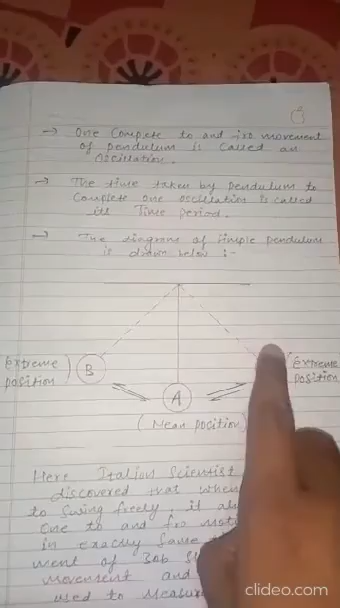 → One Complete to and fro movement
of pendulum is Called an
Oscillation.
→ The time taken by pendulum to
Complete one occilation is called
its Time period.
→ The diagram of simple pendulum
is drawn below :-
(Extreme position) B
A
(Mean position)
Extreme position
Here Italian Scientist
discovered that when
to swing freely, it al
one to and fro mot
in exactly same
ment of Bob
movement and
used to measur
clideo.com